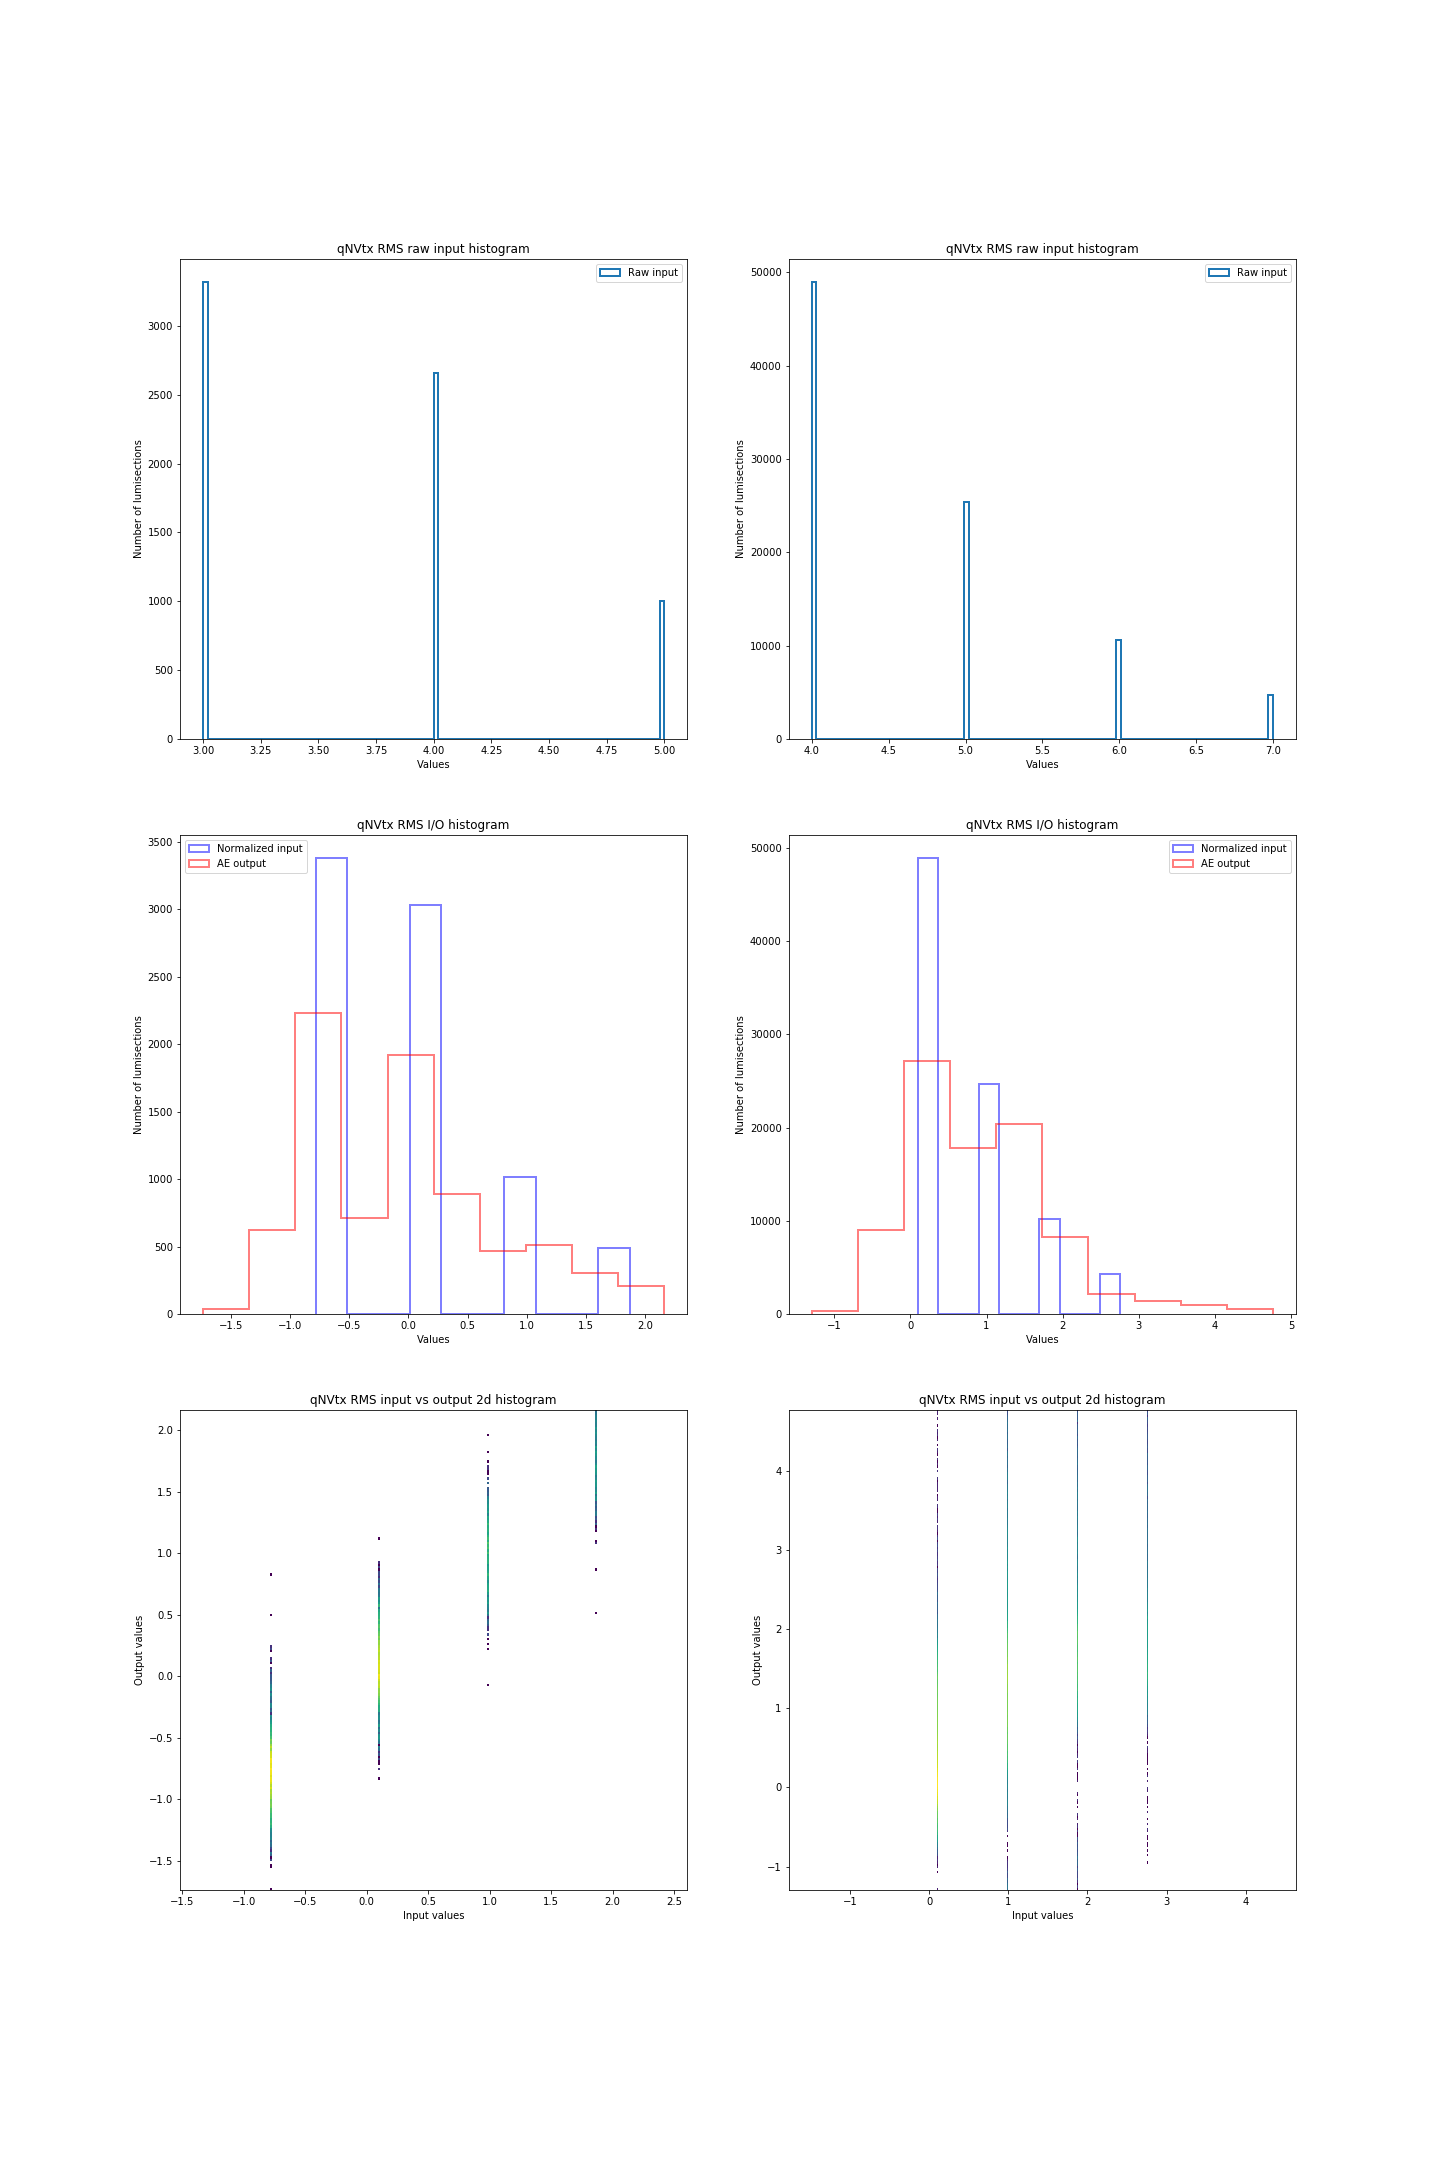 qNVtx RMS raw input histogram
Raw input
Number of lumisections
3000
2500
2000
1500
1000
500
0
3.00 3.25 3.50 3.75 4.00 4.25 4.50 4.75 5.00
Values
qNVtx RMS raw input histogram
Raw input
Number of lumisections
50000
40000
30000
20000
10000
0
4.0 4.5 5.0 5.5 6.0 6.5 7.0
Values
qNVtx RMS I/O histogram
Normalized input
AE output
Number of lumisections
3500
3000
2500
2000
1500
1000
500
0
−1.5 −1.0 −0.5 0.0 0.5 1.0 1.5 2.0
Values
qNVtx RMS I/O histogram
Normalized input
AE output
Number of lumisections
50000
40000
30000
20000
10000
0
−1 0 1 2 3 4 5
Values
qNVtx RMS input vs output 2d histogram
Output values
2.0
1.5
1.0
0.5
0.0
−0.5
−1.0
−1.5
−1.5 −1.0 −0.5 0.0 0.5 1.0 1.5 2.0 2.5
Input values
qNVtx RMS input vs output 2d histogram
Output values
4
3
2
1
0
−1
−1 0 1 2 3 4
Input values